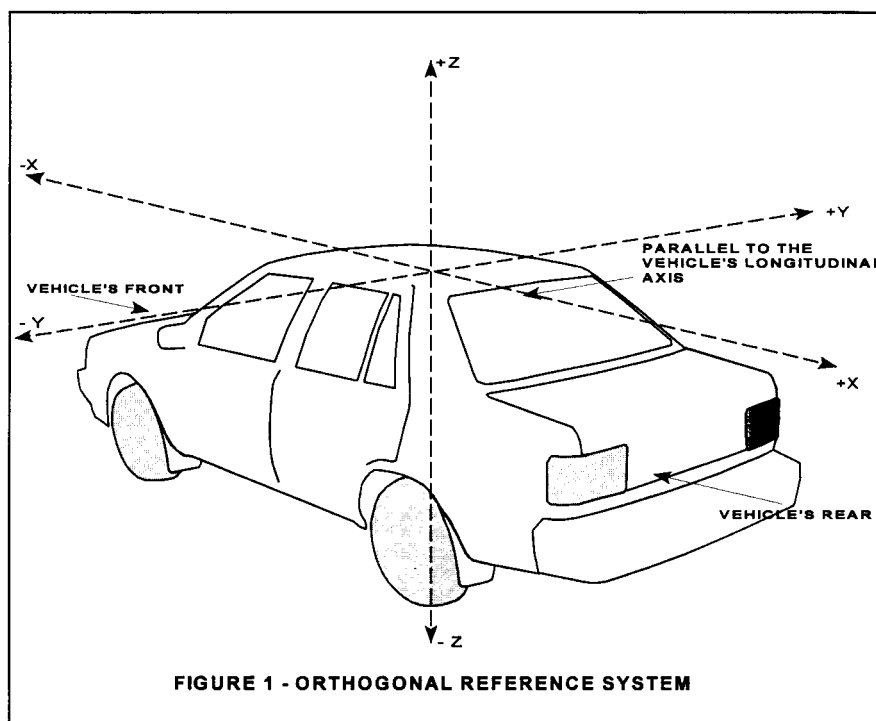 +Z
-X
+Y
PARALLEL TO THE
VEHICLE'S LONGITUDINAL
AXIS
VEHICLE'S FRONT
- Y
+X
VEHICLE'S REAR
- Z
FIGURE 1 - ORTHOGONAL REFERENCE SYSTEM